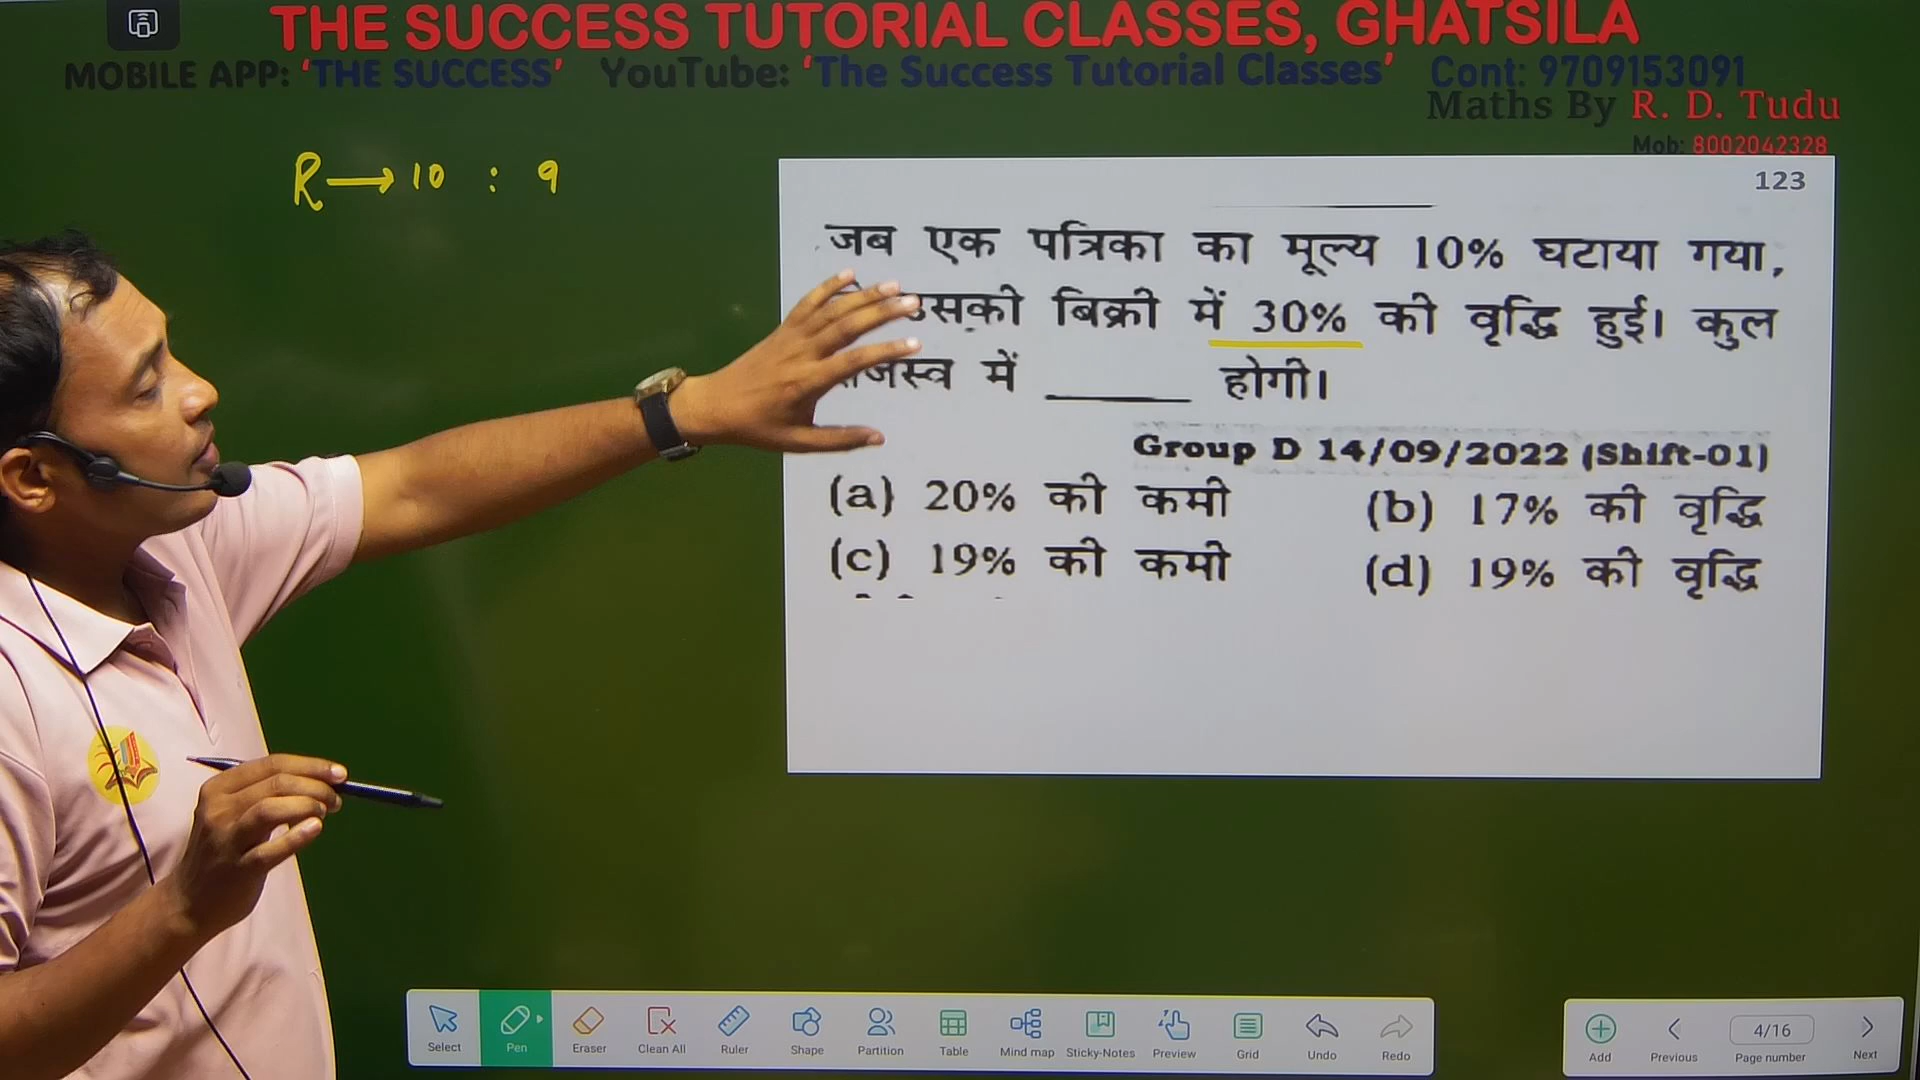 THE SUCCESS TUTORIAL CLASSES, GHATSILA
MOBILE APP: ‘THE SUCCESS’ YouTube: ‘The Success Tutorial Classes’ Cont: 9709153091
Maths By R. D. Tudu
Mob: 8002042328
R → 10 : 9
123
जब एक पत्रिका का मूल्य 10% घटाया गया,
उसकी बिक्री में 30% की वृद्धि हुई। कुल
में ______ होगी।
Group D 14/09/2022 (Shift-01)
(a) 20% की कमी (b) 17% की वृद्धि
(c) 19% की कमी (d) 19% की वृद्धि
Select Pen Eraser Clean All Ruler Shape Partition Table Mind map Sticky-Notes Preview Grid Undo Redo
Add Previous 4/16 Page number Next